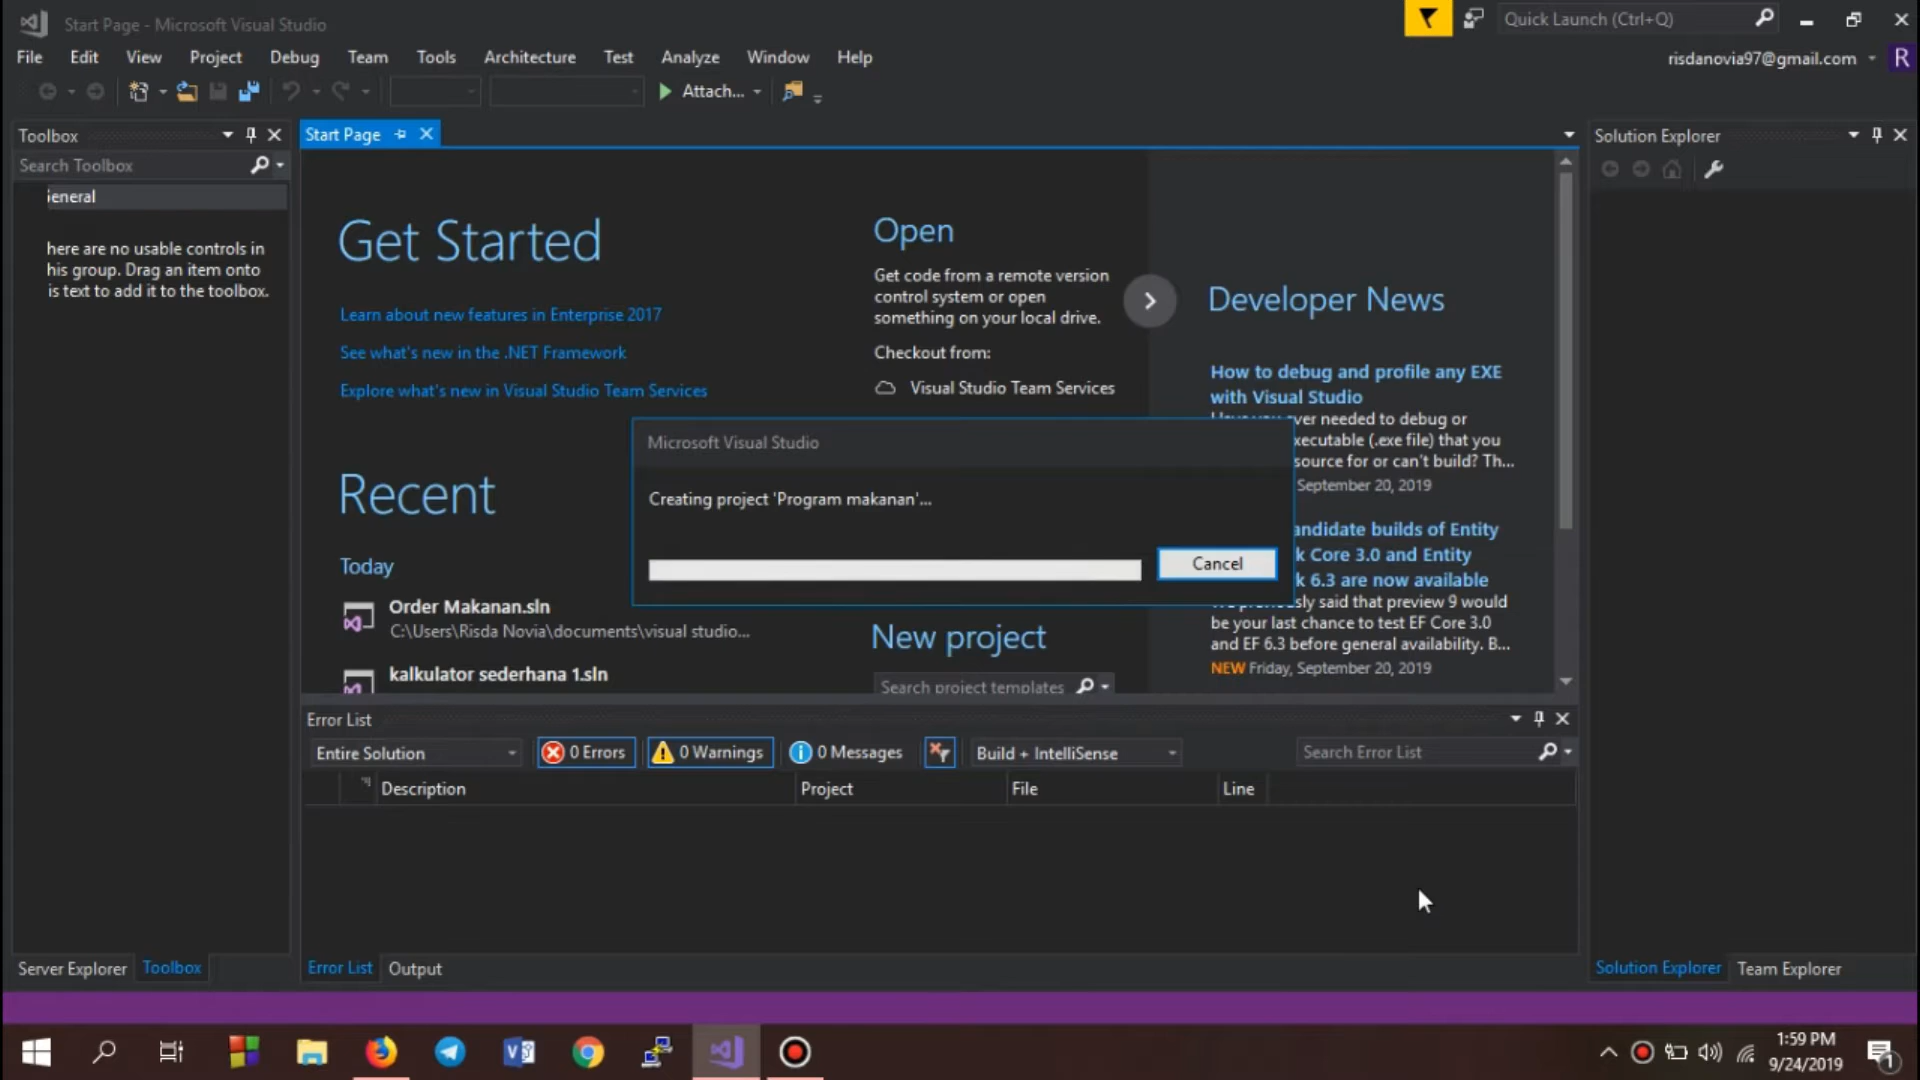 Start Page - Microsoft Visual Studio
Quick Launch (Ctrl+Q)
File Edit View Project Debug Team Tools Architecture Test Analyze Window Help
risdanovia97@gmail.com R
Attach...
Toolbox
Search Toolbox
eneral
here are no usable controls in
his group. Drag an item onto
is text to add it to the toolbox.
Start Page
Get Started
Learn about new features in Enterprise 2017
See what's new in the .NET Framework
Explore what's new in Visual Studio Team Services
Recent
Today
Order Makanan.sln
C:\Users\Risda Novia\documents\visual studio...
kalkulator sederhana 1.sln
Open
Get code from a remote version
control system or open
something on your local drive.
Checkout from:
Visual Studio Team Services
New project
Search project templates
Developer News
How to debug and profile any EXE
with Visual Studio
ver needed to debug or
xecutable (.exe file) that you
source for or can't build? Th...
September 20, 2019
andidate builds of Entity
k Core 3.0 and Entity
k 6.3 are now available
We previously said that preview 9 would
be your last chance to test EF Core 3.0
and EF 6.3 before general availability. B...
NEW Friday, September 20, 2019
Microsoft Visual Studio
Creating project 'Program makanan'...
Cancel
Solution Explorer
Error List
Entire Solution
0 Errors
0 Warnings
0 Messages
Build + IntelliSense
Search Error List
Description Project File Line
Server Explorer Toolbox
Error List Output
Solution Explorer Team Explorer
1:59 PM
9/24/2019
1